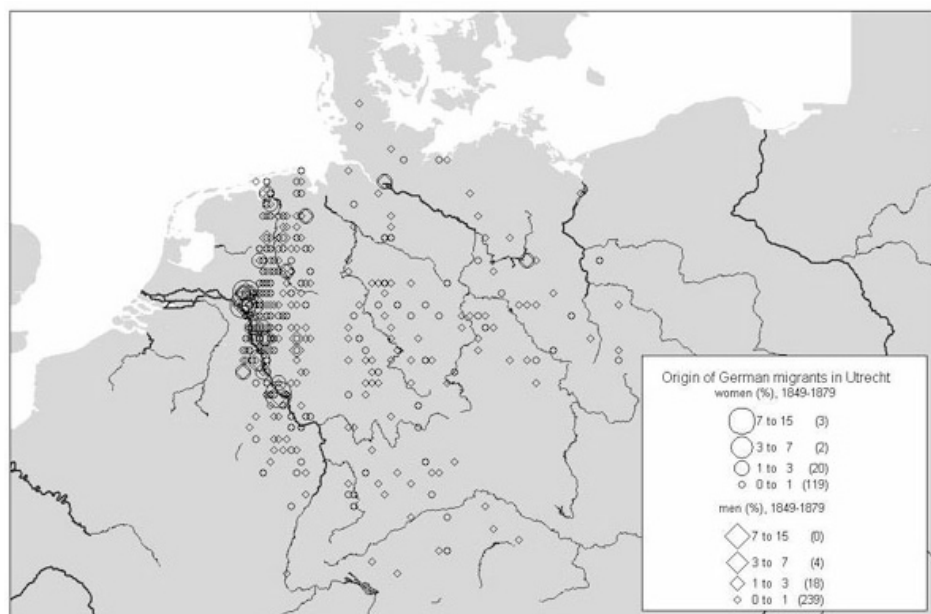 Origin of German migrants in Utrecht
women (%), 1849-1879
7 to 15 (3)
3 to 7 (2)
1 to 3 (20)
0 to 1 (119)
men (%), 1849-1879
7 to 15 (0)
3 to 7 (4)
1 to 3 (18)
0 to 1 (239)